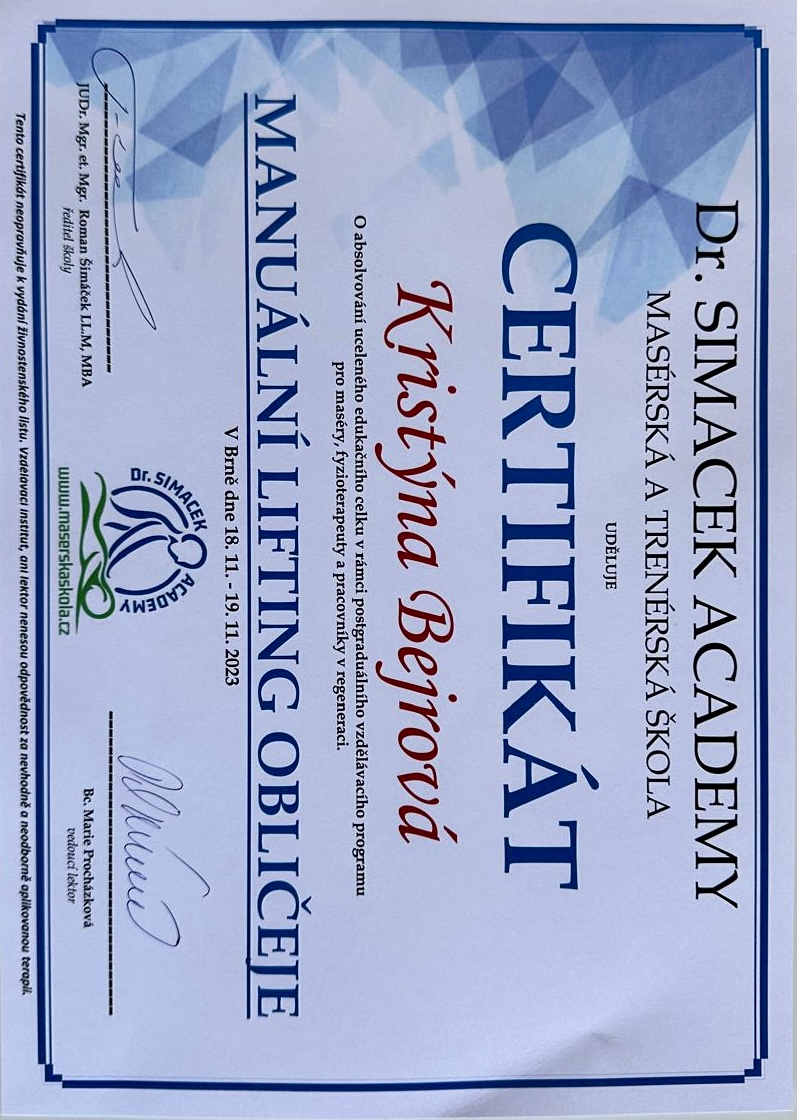 Dr. SIMACEK ACADEMY
MASÉRSKÁ A TRENÉRSKÁ ŠKOLA
UDĚLUJE
CERTIFIKÁT
Kristýna Bejrová
O absolvování uceleného edukačního celku v rámci postgraduálního vzdělávacího programu
pro maséry, fyzioterapeuty a pracovníky v regeneraci.
MANUÁLNÍ LIFTING OBLIČEJE
V Brně dne 18. 11. - 19. 11. 2023
Dr. SIMACEK ACADEMY
www.maserskaskola.cz
JUDr. Mgr. et. Mgr. Roman Šimáček LL.M, MBA
ředitel školy
Bc. Marie Procházková
vedoucí lektor
Tento certifikát neopravňuje k vydání živnostenského listu. Vzdělávací institut, ani lektor nenesou odpovědnost za nevhodně a neodborně aplikovanou terapii.